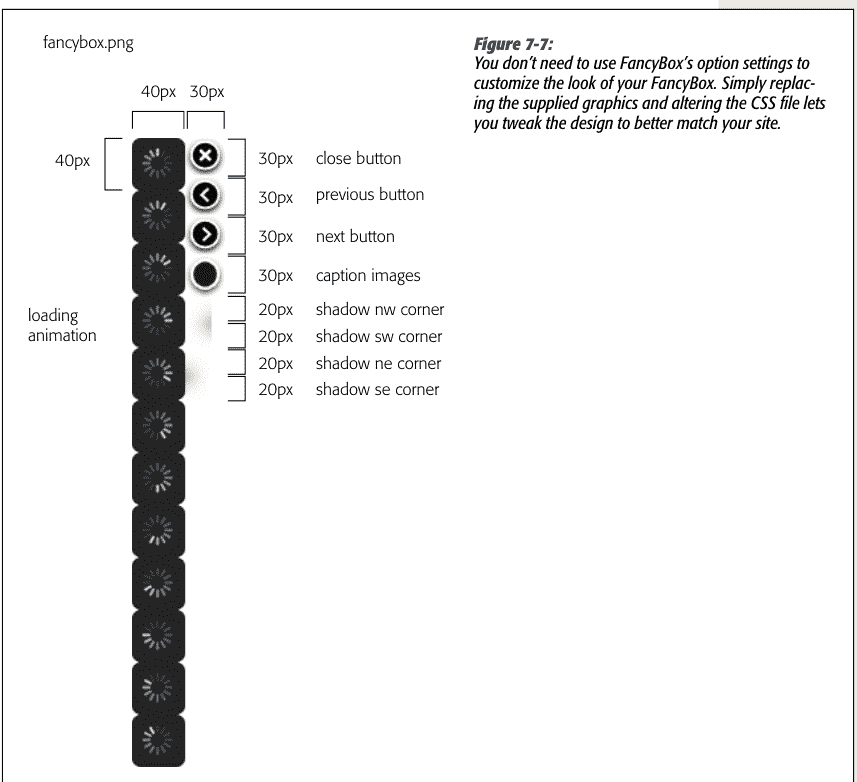 fancybox.png
Figure 7-7:
You don't need to use FancyBox's option settings to
customize the look of your FancyBox. Simply replac-
ing the supplied graphics and altering the CSS file lets
you tweak the design to better match your site.
40px 30px
40px
30px close button
30px previous button
30px next button
30px caption images
20px shadow nw corner
loading
animation
20px shadow sw corner
20px shadow ne corner
20px shadow se corner